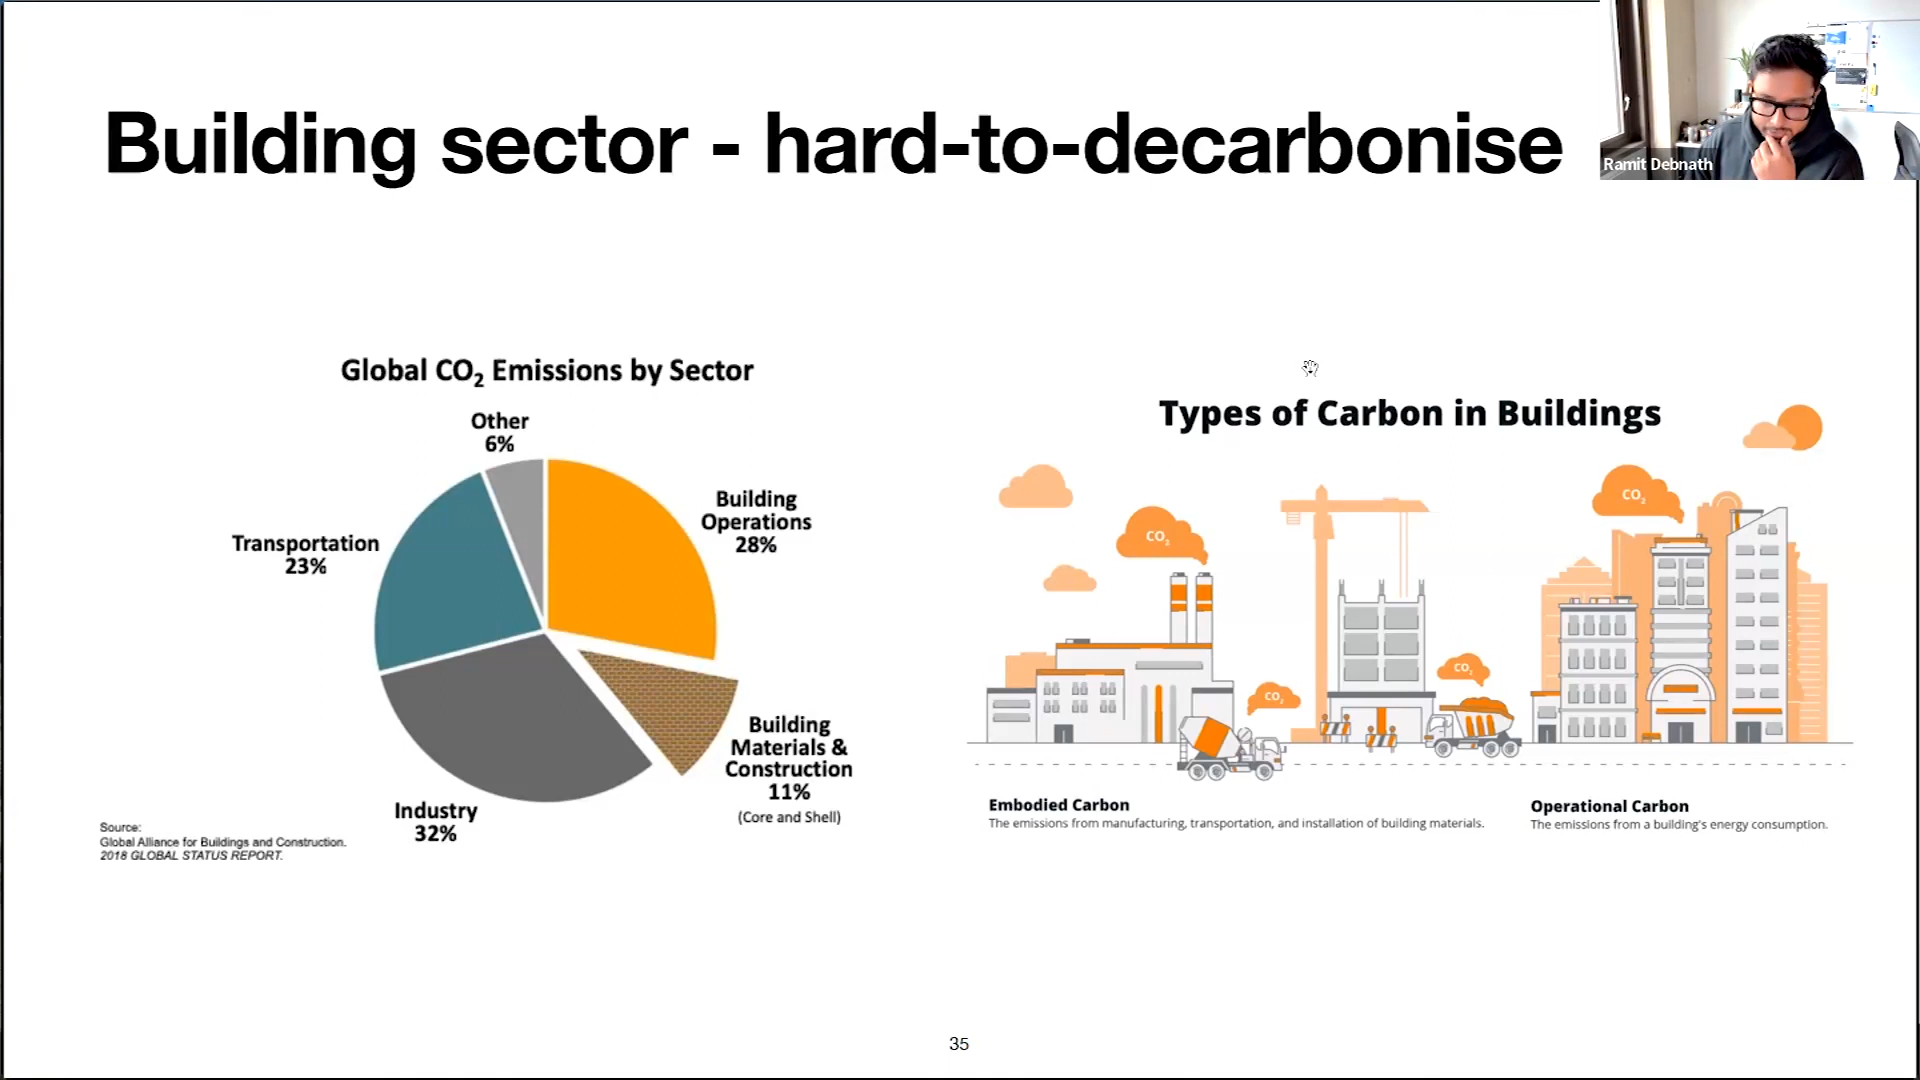 Building sector - hard-to-decarbonise
Ramit Debnath
Global CO₂ Emissions by Sector
Other
6%
Building
Operations
28%
Transportation
23%
Building
Materials &
Construction
11%
(Core and Shell)
Industry
32%
Source:
Global Alliance for Buildings and Construction.
2018 GLOBAL STATUS REPORT.
Types of Carbon in Buildings
CO₂
CO₂
CO₂
CO₂
Embodied Carbon
The emissions from manufacturing, transportation, and installation of building materials.
Operational Carbon
The emissions from a building's energy consumption.
35